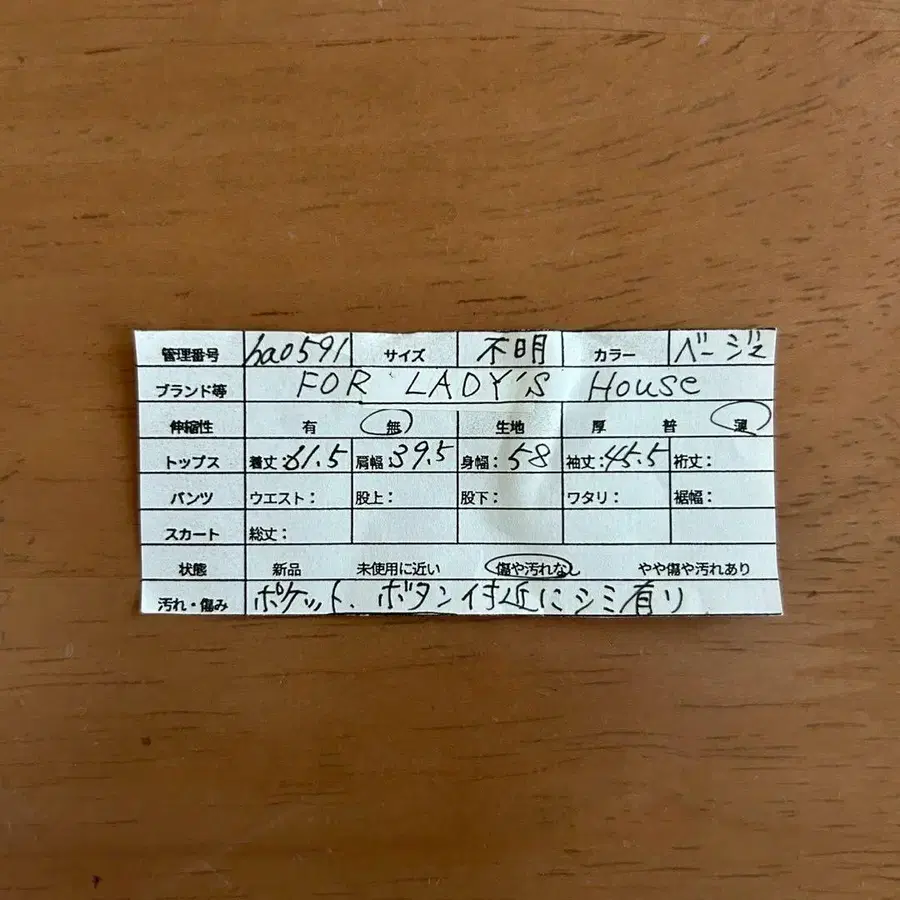 管理番号 ha0591 サイズ 不明 カラー ベージュ
ブランド等 FOR LADY'S House
伸縮性 有 無 生地 厚 普 薄
トップス 着丈:61.5 肩幅:39.5 身幅:58 袖丈:45.5 裄丈:
パンツ ウエスト: 股上: 股下: ワタリ: 裾幅:
スカート 総丈:
状態 新品 未使用に近い 傷や汚れなし やや傷や汚れあり
汚れ・傷み ポケット、ボタン付近にシミ有り